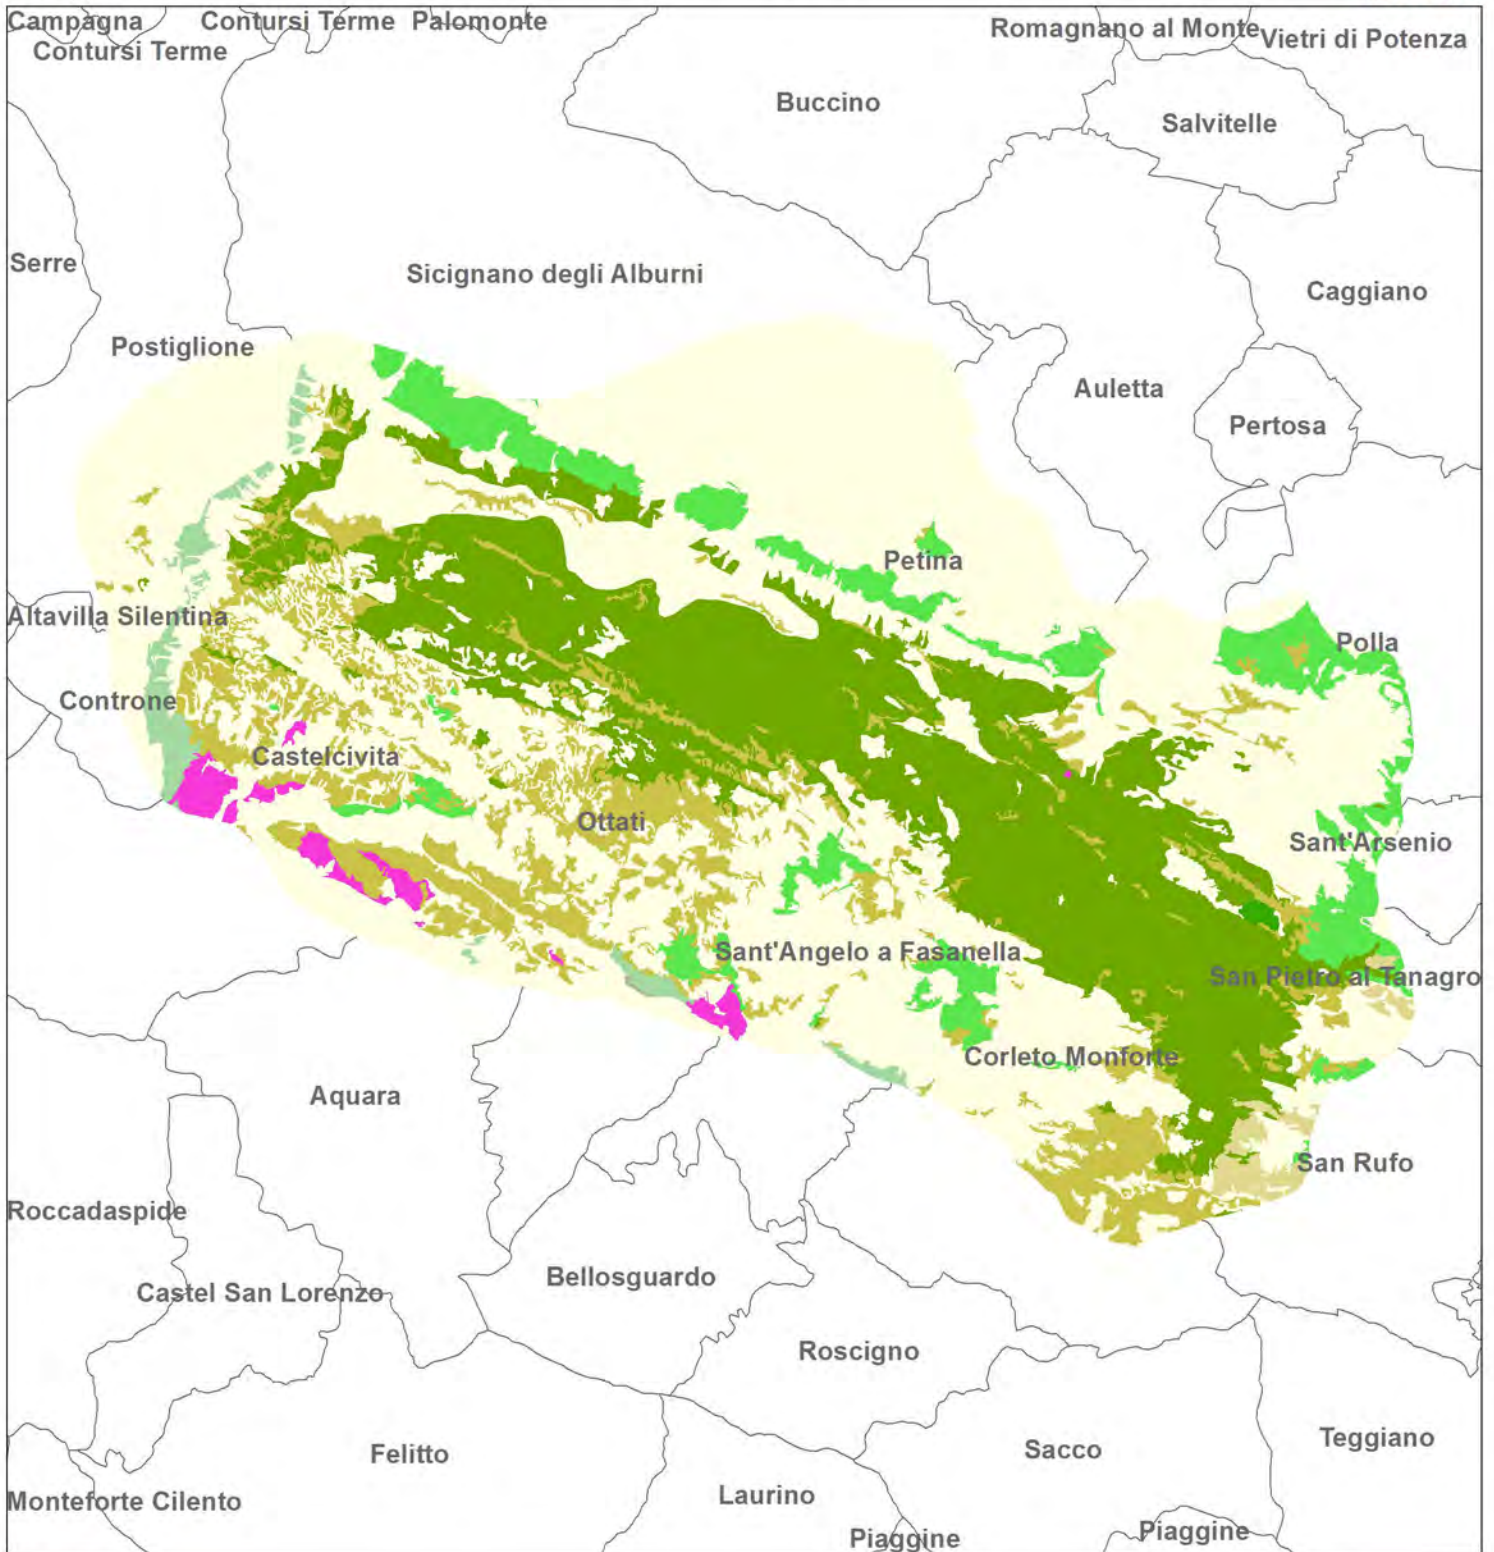 Campagna
Contursi Terme
Palomonte
Romagnano al Monte
Vietri di Potenza
Contursi Terme
Buccino
Salvitelle
Serre
Sicignano degli Alburni
Caggiano
Postiglione
Auletta
Pertosa
Petina
Altavilla Silentina
Polla
Controne
Castelcivita
Ottati
Sant'Arsenio
Sant'Angelo a Fasanella
San Pietro al Tanagro
Corleto Monforte
Aquara
San Rufo
Roccadaspide
Bellosguardo
Castel San Lorenzo
Roscigno
Teggiano
Sacco
Felitto
Laurino
Monteforte Cilento
Piaggine
Piaggine